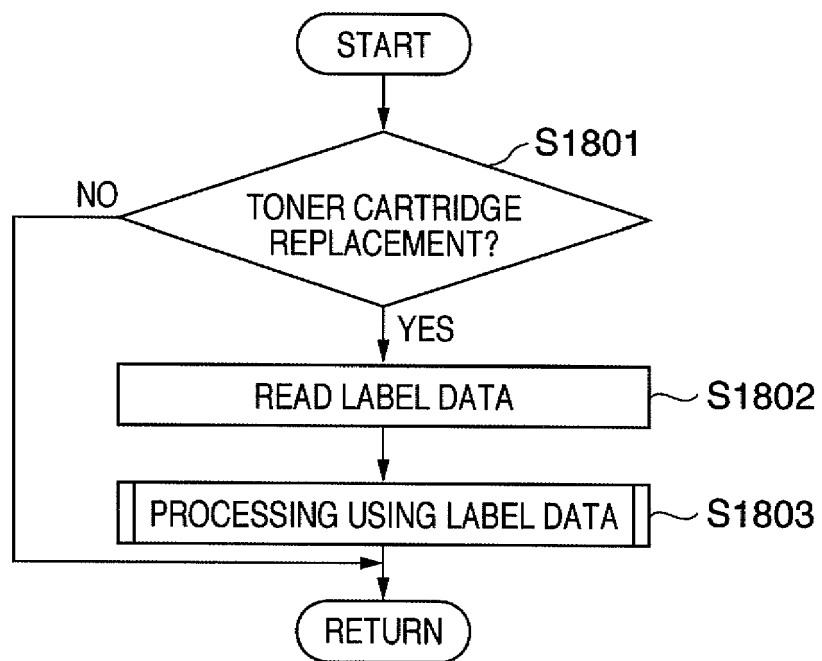 START
S1801
NO
TONER CARTRIDGE
REPLACEMENT?
YES
READ LABEL DATA
S1802
PROCESSING USING LABEL DATA
S1803
RETURN